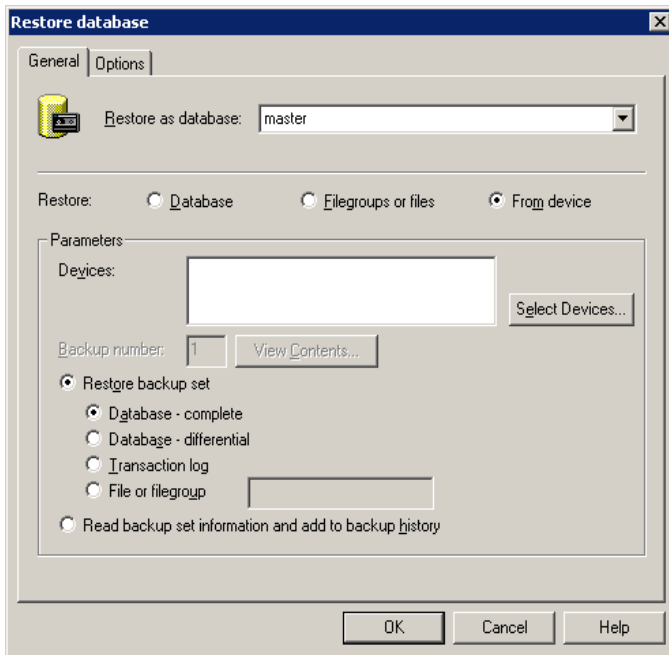 Restore database
General Options
Restore as database: master
Restore: Database Filegroups or files From device
Parameters
Devices:
Select Devices...
Backup number: 1 View Contents...
Restore backup set
Database - complete
Database - differential
Transaction log
File or filegroup
Read backup set information and add to backup history
OK Cancel Help